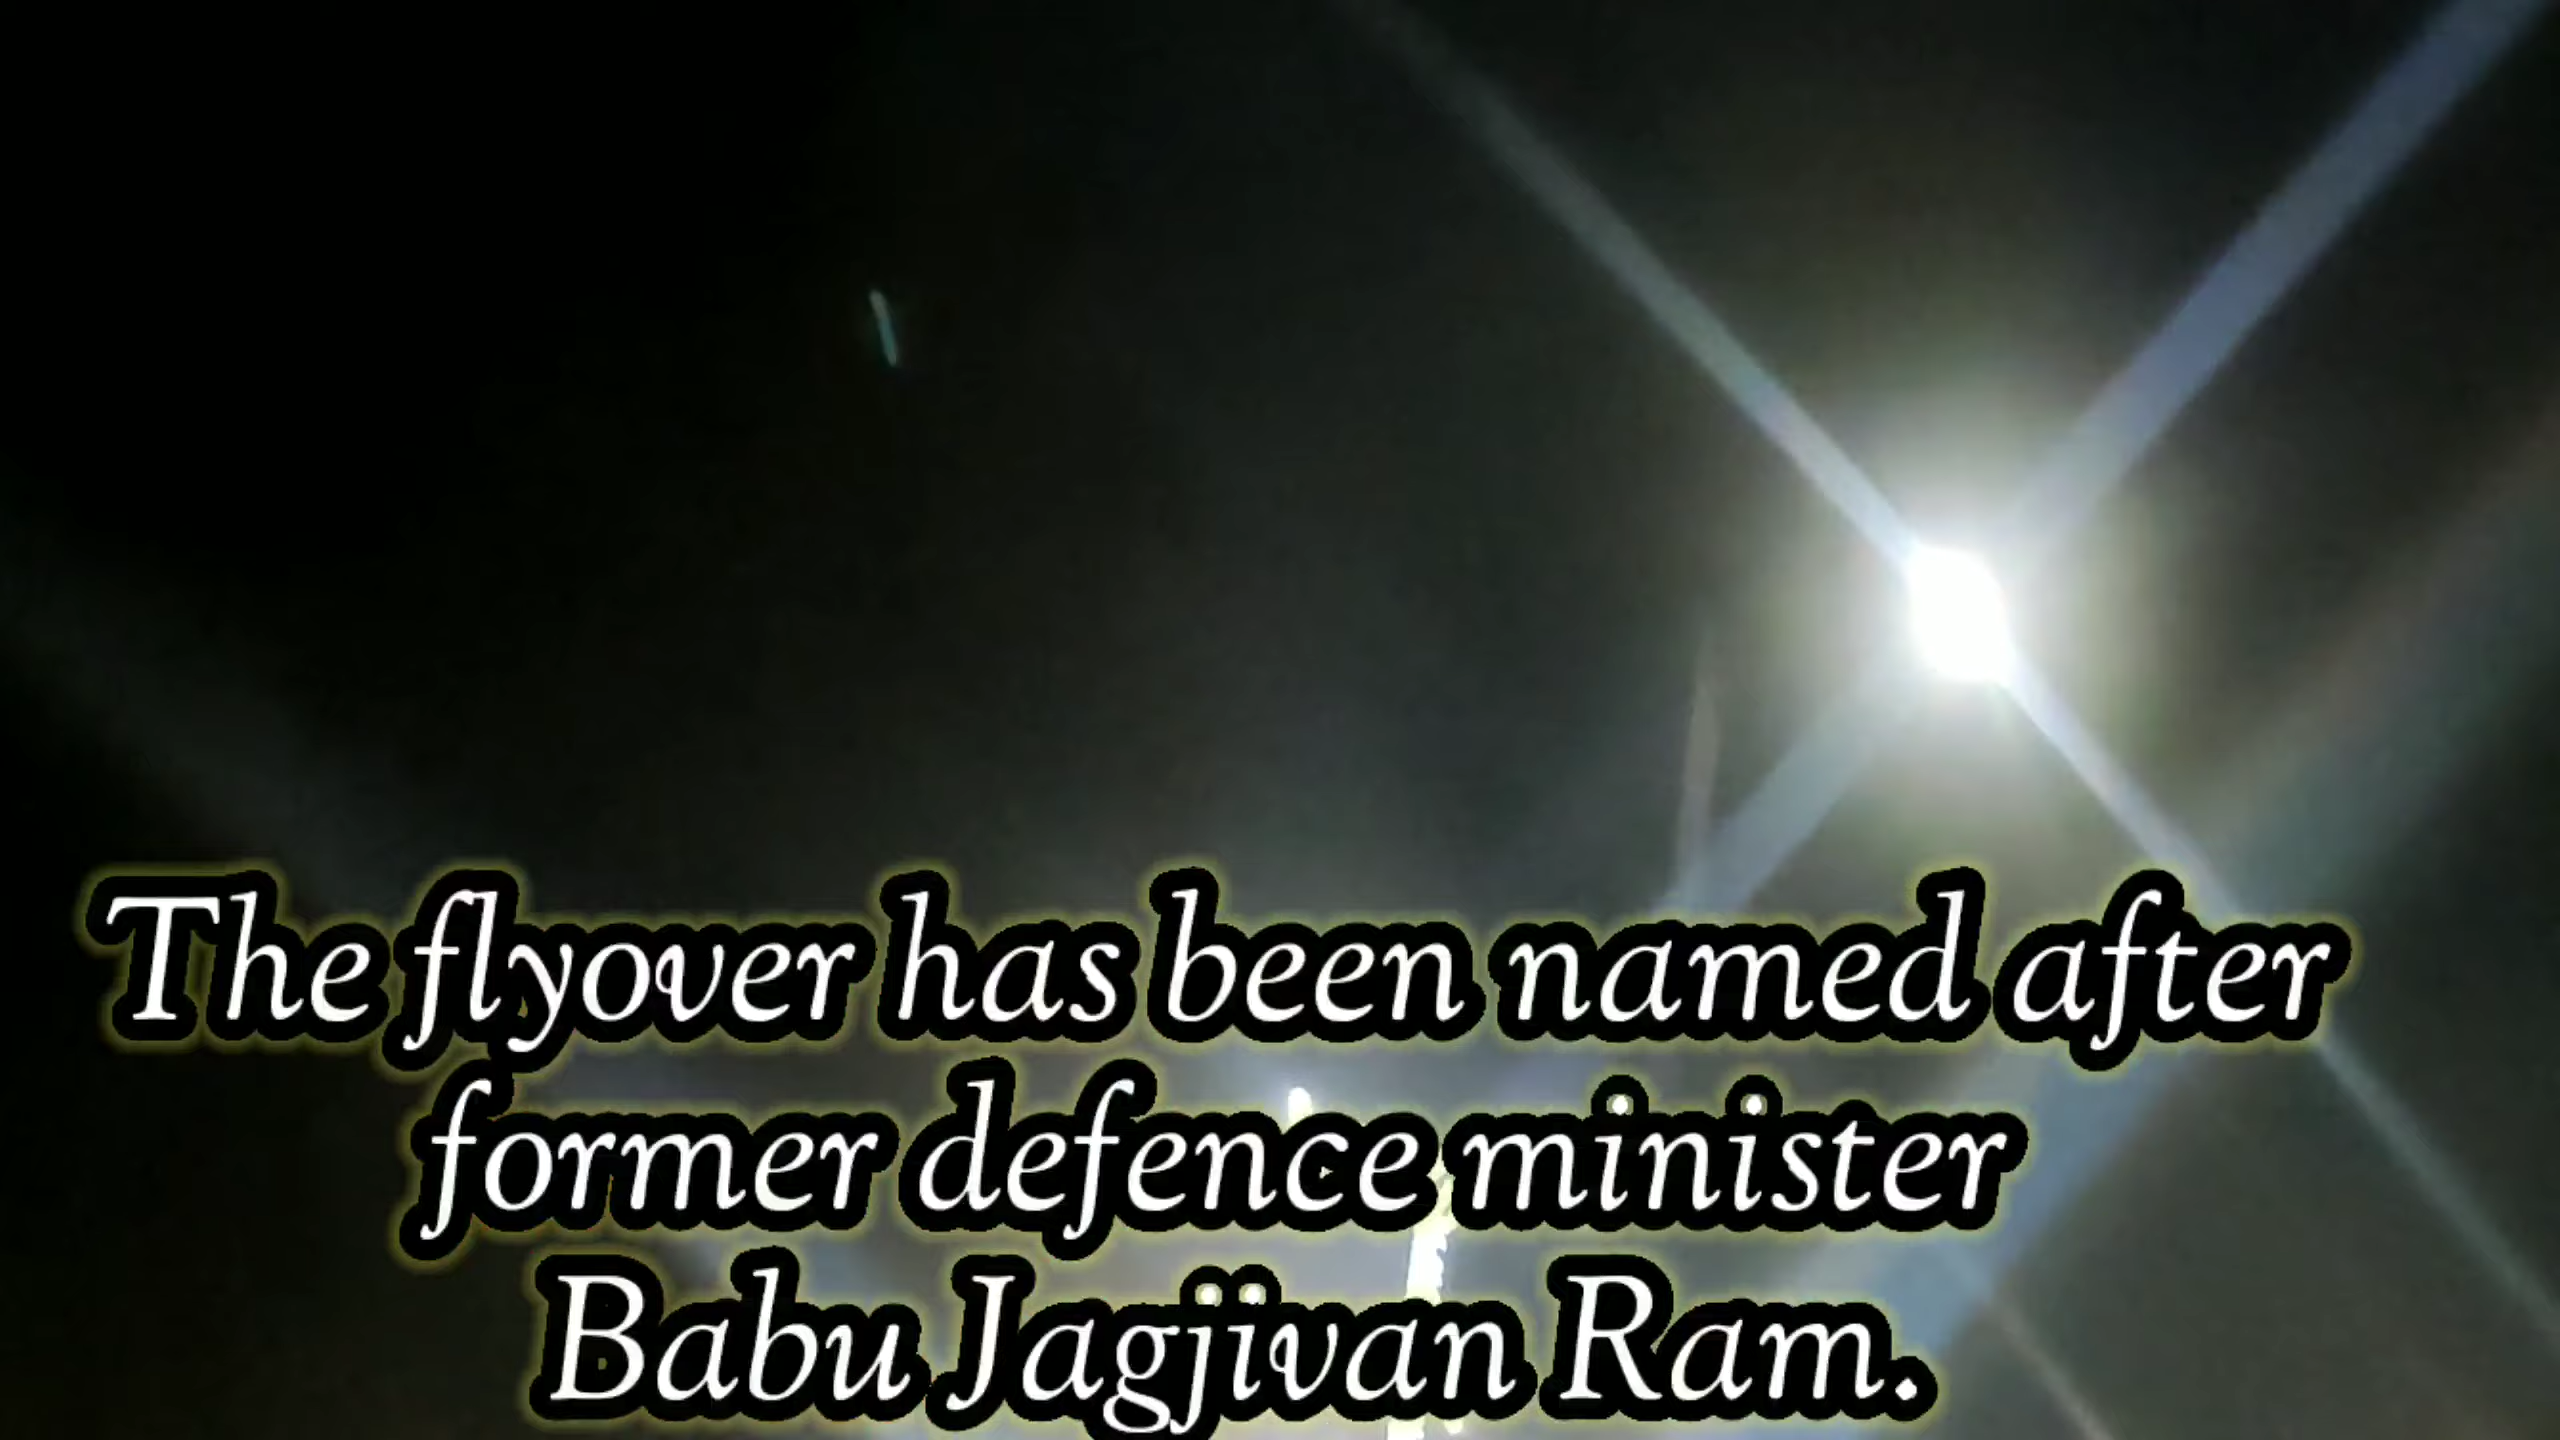 The flyover has been named after
former defence minister
Babu Jagjivan Ram.